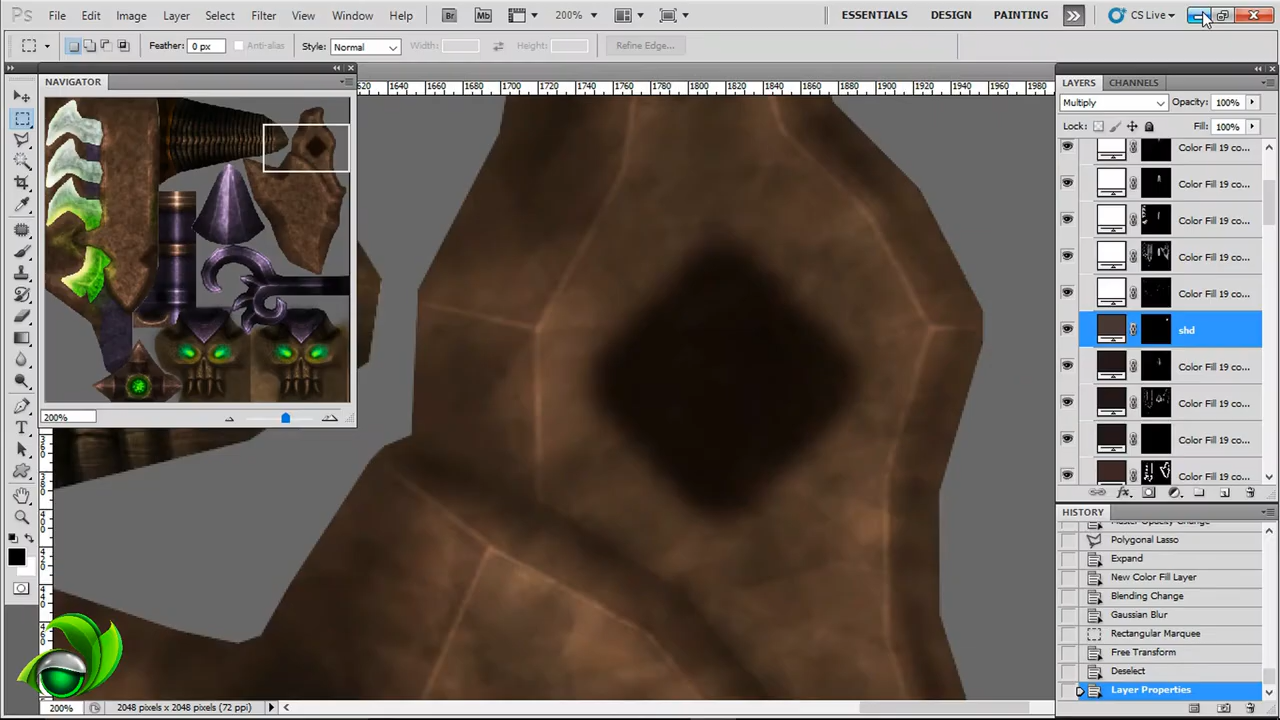 Ps File Edit Image Layer Select Filter View Window Help Br Mb 200% ESSENTIALS DESIGN PAINTING CS Live
Feather: 0 px Anti-alias Style: Normal Width: Height: Refine Edge...
NAVIGATOR
200%
1640 1660 1680 1700 1720 1740 1760 1780 1800 1820 1840 1860 1880 1900 1920 1940 1960 1980
LAYERS CHANNELS
Multiply Opacity: 100%
Lock: Fill: 100%
Color Fill 19 co...
Color Fill 19 co...
Color Fill 19 co...
Color Fill 19 co...
Color Fill 19 co...
shd
Color Fill 19 co...
Color Fill 19 co...
Color Fill 19 co...
Color Fill 19 co...
HISTORY
Master Opacity Change
Polygonal Lasso
Expand
New Color Fill Layer
Blending Change
Gaussian Blur
Rectangular Marquee
Free Transform
Deselect
Layer Properties
200% 2048 pixels x 2048 pixels (72 ppi)